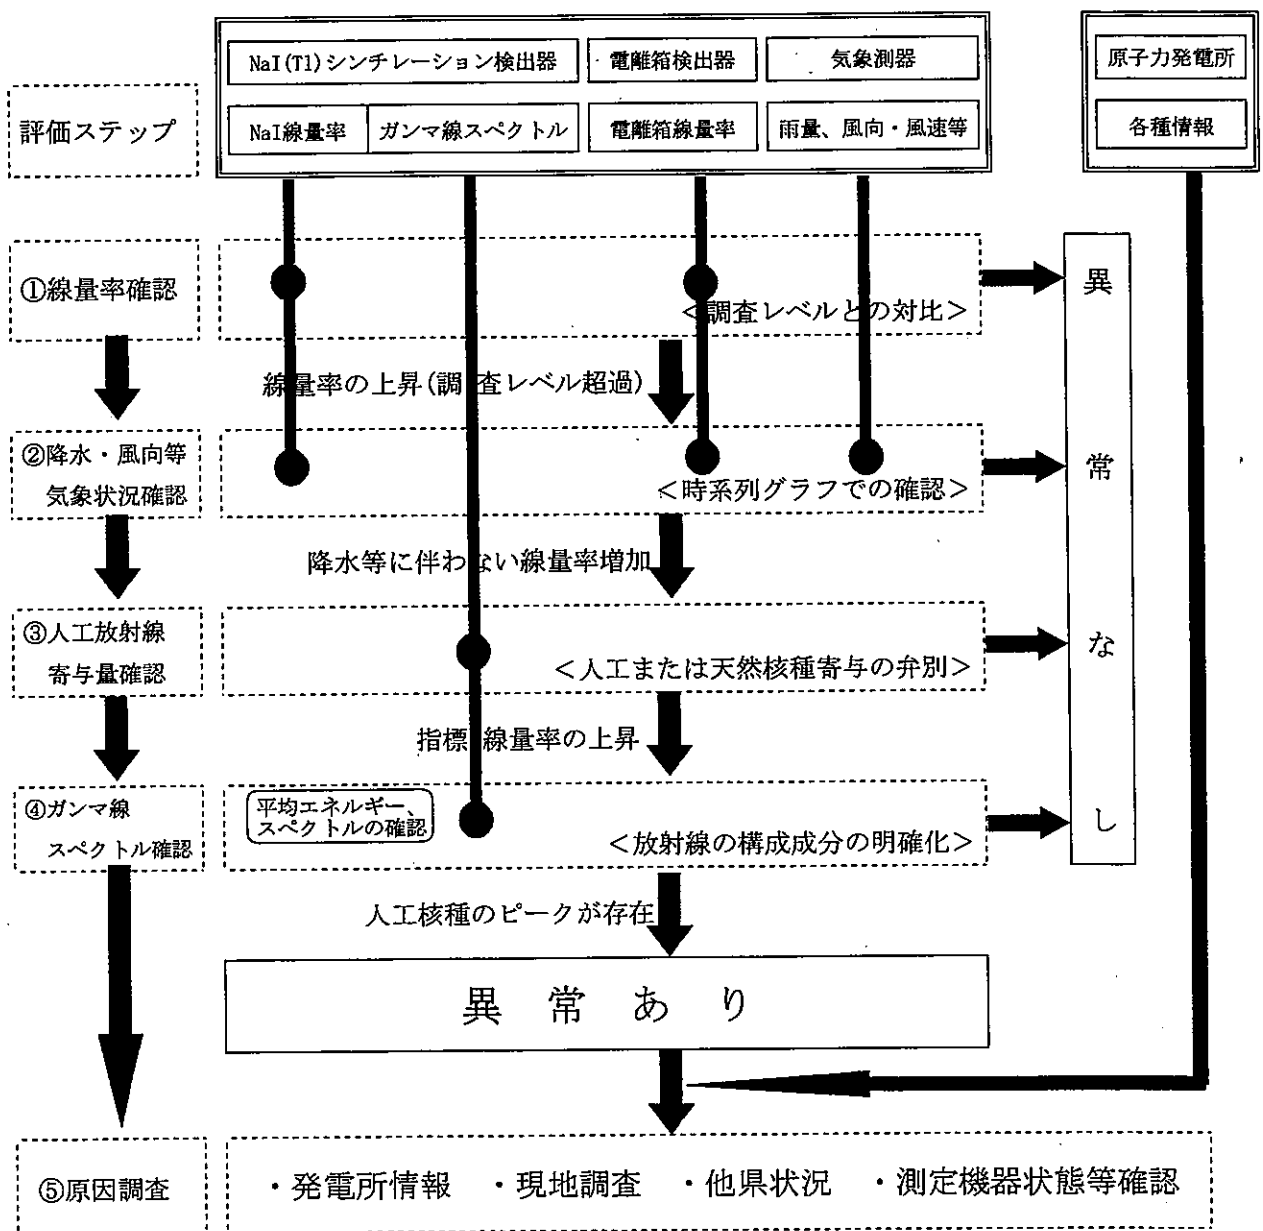 NaI(Tl)シンチレーション検出器
電離箱検出器
気象測器
原子力発電所
評価ステップ
NaI線量率
ガンマ線スペクトル
電離箱線量率
雨量、風向・風速等
各種情報
①線量率確認
<調査レベルとの対比>
線量率の上昇(調査レベル超過)
②降水・風向等
気象状況確認
<時系列グラフでの確認>
降水等に伴わない線量率増加
③人工放射線
寄与量確認
<人工または天然核種寄与の弁別>
指標線量率の上昇
④ガンマ線
スペクトル確認
平均エネルギー、
スペクトルの確認
<放射線の構成成分の明確化>
異常なし
人工核種のピークが存在
異常あり
⑤原因調査
・発電所情報 ・現地調査 ・他県状況 ・測定機器状態等確認